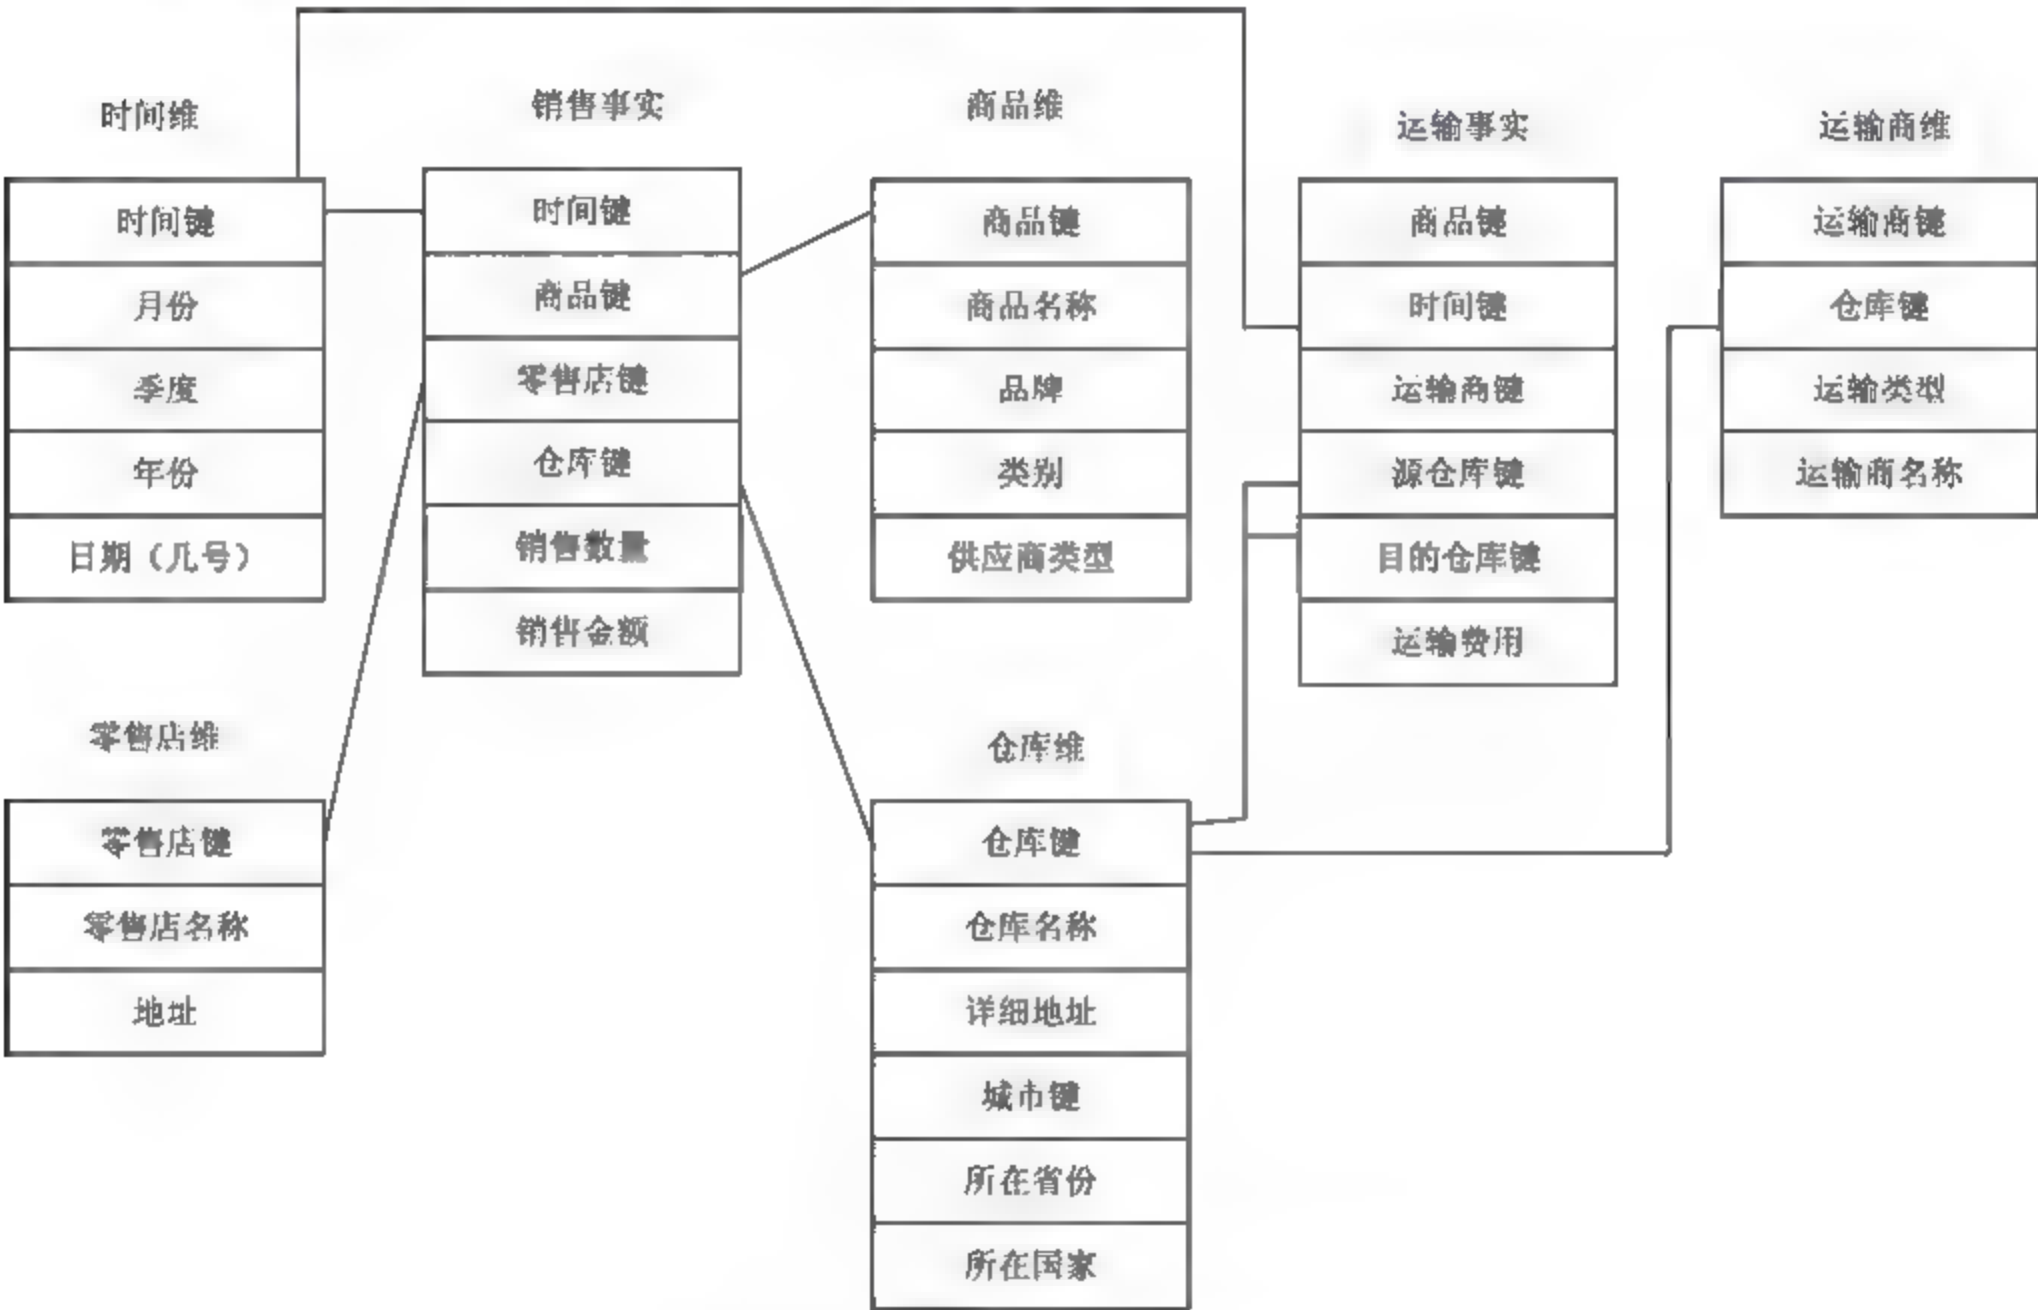 时间维
时间键
月份
季度
年份
日期（几号）
销售事实
时间键
商品键
零售店键
仓库键
销售数量
销售金额
商品维
商品键
商品名称
品牌
类别
供应商类型
运输事实
商品键
时间键
运输商键
源仓库键
目的仓库键
运输费用
运输商维
运输商键
仓库键
运输类型
运输商名称
零售店维
零售店键
零售店名称
地址
仓库维
仓库键
仓库名称
详细地址
城市键
所在省份
所在国家